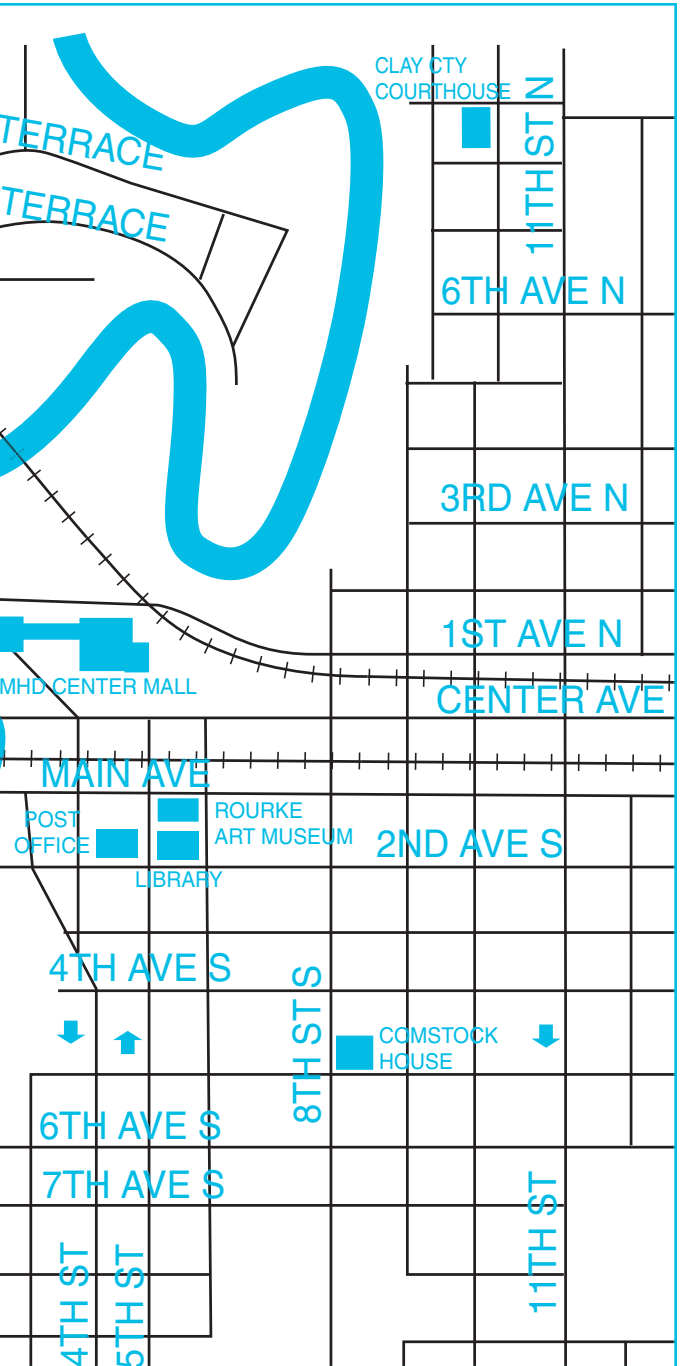 CLAY CTY
COURTHOUSE
11TH ST N
TERRACE
TERRACE
6TH AVE N
3RD AVE N
1ST AVE N
MHD CENTER MALL
CENTER AVE
MAIN AVE
POST
OFFICE
ROURKE
ART MUSEUM
2ND AVE S
LIBRARY
4TH AVE S
8TH ST S
COMSTOCK
HOUSE
6TH AVE S
7TH AVE S
11TH ST
4TH ST
5TH ST